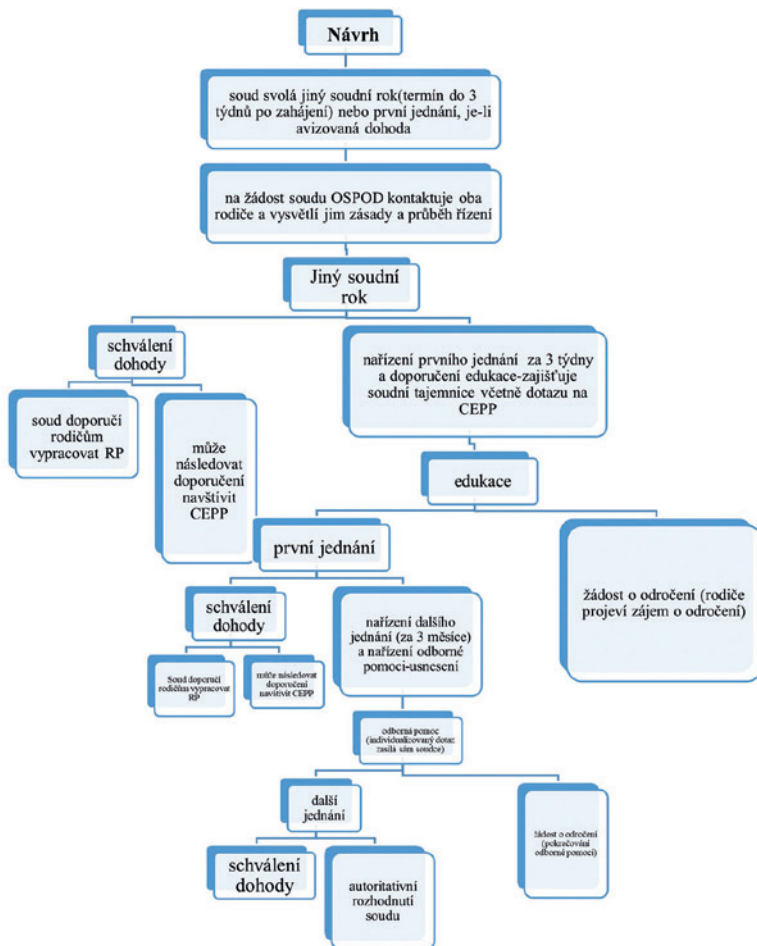 Návrh
soud svolá jiný soudní rok(termín do 3
týdnů po zahájení) nebo první jednání, je-li
avizovaná dohoda
na žádost soudu OSPOD kontaktuje oba
rodiče a vysvětlí jim zásady a průběh řízení
Jiný soudní
rok
schválení
dohody
nařízení prvního jednání za 3 týdny
a doporučení edukace-zajišťuje
soudní tajemnice včetně dotazu na
CEPP
soud doporučí
rodičům
vypracovat RP
může
následovat
doporučení
navštívit
CEPP
edukace
první jednání
žádost o odročení (rodiče
projeví zájem o odročení)
schválení
dohody
nařízení dalšího
jednání (za 3 měsíce)
a nařízení odborné
pomoci-usnesení
Soud doporučí
rodičům vypracovat
RP
může následovat
doporučení
navštívit CEPP
odborná pomoc
(individualizovaný dotaz
zasílá sám soudce)
další
jednání
žádost o odročení
(pokračování
odborné pomoci)
schválení
dohody
autoritativní
rozhodnutí
soudu